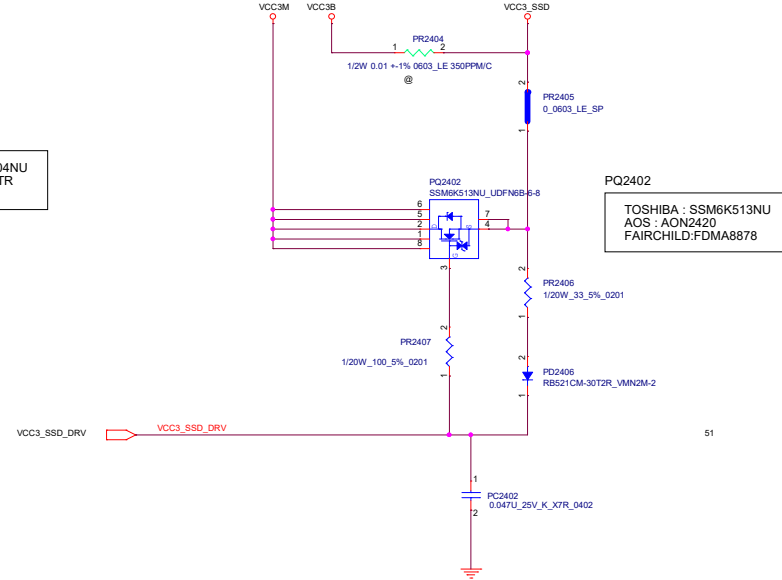 VCC3M
VCC3B
VCC3_SSD
PR2404
1
2
1/2W 0.01 +-1% 0603_LE 350PPM/C
@
2
PR2405
0_0603_LE_SP
1
04NU
TR
PQ2402
SSM6K513NU_UDFN6B-6-8
6
5
2
1
8
7
4
3
D
S
G
PQ2402
TOSHIBA : SSM6K513NU
AOS : AON2420
FAIRCHILD:FDMA8878
2
PR2406
1/20W_33_5%_0201
1
2
PR2407
1/20W_100_5%_0201
1
2
PD2406
RB521CM-30T2R_VMN2M-2
1
VCC3_SSD_DRV
VCC3_SSD_DRV
51
1
PC2402
0.047U_25V_K_X7R_0402
2